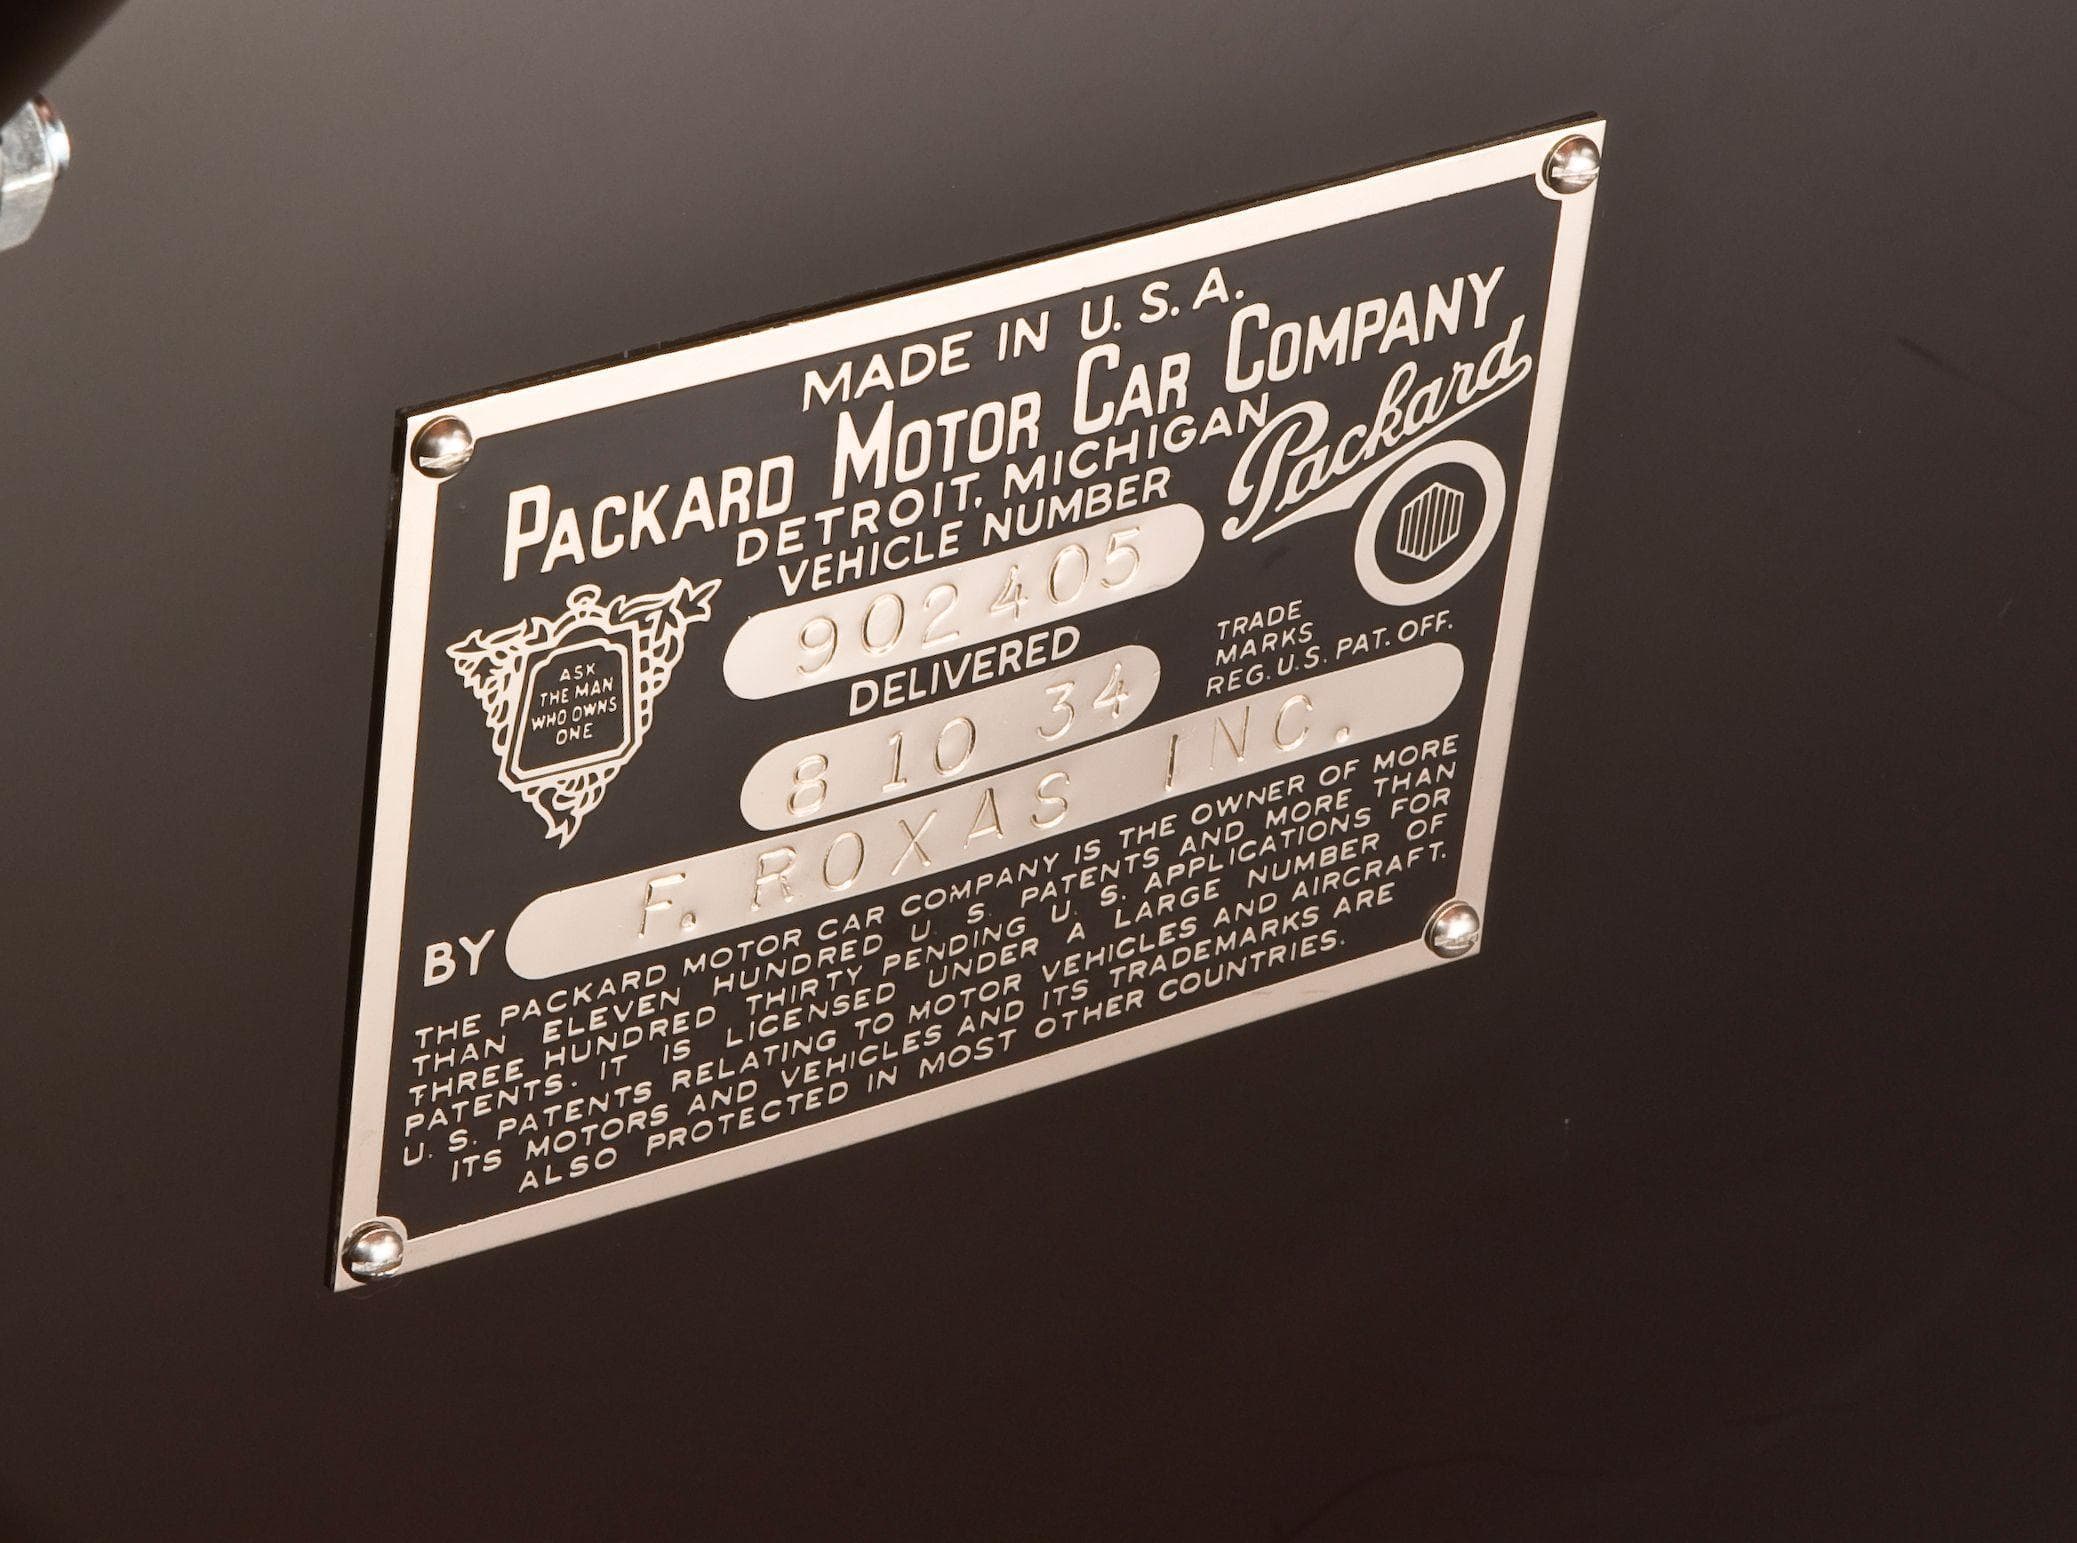 MADE IN U.S.A.
PACKARD MOTOR CAR COMPANY
DETROIT, MICHIGAN
Packard
VEHICLE NUMBER
902405
ASK
THE MAN
WHO OWNS
ONE
DELIVERED
8 10 34
TRADE
MARKS
REG. U.S. PAT. OFF.
BY F. ROXAS INC.
THE PACKARD MOTOR CAR COMPANY IS THE OWNER OF MORE
THAN ELEVEN HUNDRED U. S. PATENTS AND MORE THAN
THREE HUNDRED THIRTY PENDING U. S. APPLICATIONS FOR
PATENTS. IT IS LICENSED UNDER A LARGE NUMBER OF
U. S. PATENTS RELATING TO MOTOR VEHICLES AND AIRCRAFT.
ITS MOTORS AND VEHICLES AND ITS TRADEMARKS ARE
ALSO PROTECTED IN MOST OTHER COUNTRIES.